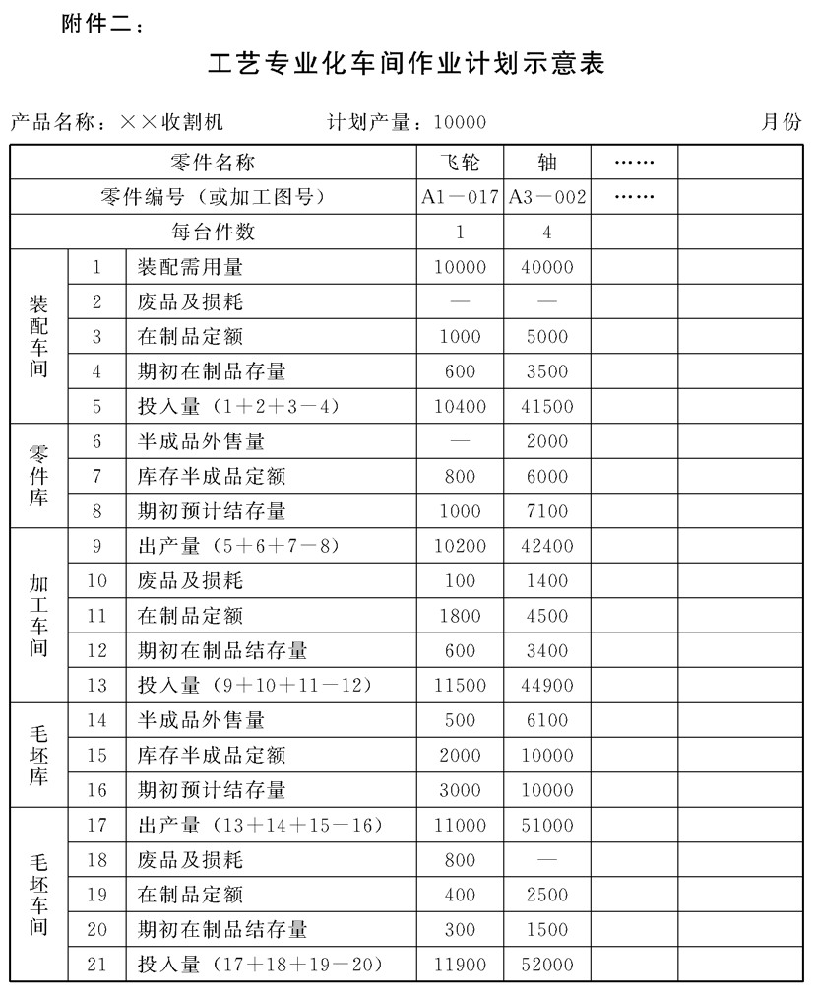 附件二：
工艺专业化车间作业计划示意表
产品名称：××收割机 计划产量：10000 月份
零件名称 飞轮 轴 ……
零件编号（或加工图号） A1－017 A3－002 ……
每台件数 1 4
装配车间
1 装配需用量 10000 40000
2 废品及损耗 — —
3 在制品定额 1000 5000
4 期初在制品存量 600 3500
5 投入量（1＋2＋3－4） 10400 41500
零件库
6 半成品外售量 — 2000
7 库存半成品定额 800 6000
8 期初预计结存量 1000 7100
加工车间
9 出产量（5＋6＋7－8） 10200 42400
10 废品及损耗 100 1400
11 在制品定额 1800 4500
12 期初在制品结存量 600 3400
13 投入量（9＋10＋11－12） 11500 44900
毛坯库
14 半成品外售量 500 6100
15 库存半成品定额 2000 10000
16 期初预计结存量 3000 10000
毛坯车间
17 出产量（13＋14＋15－16） 11000 51000
18 废品及损耗 800 —
19 在制品定额 400 2500
20 期初在制品结存量 300 1500
21 投入量（17＋18＋19－20） 11900 52000